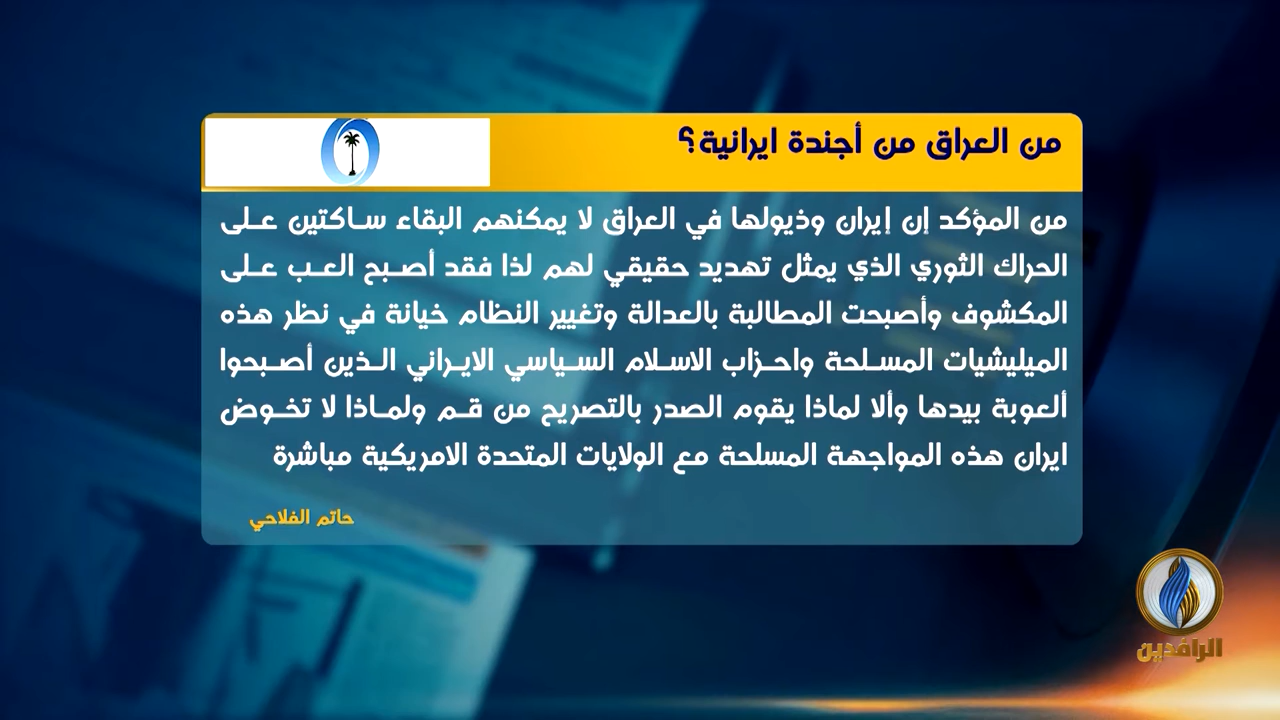 من العراق من أجندة ايرانية؟
من المؤكد إن إيران وذيولها في العراق لا يمكنهم البقاء ساكتين على
الحراك الثوري الذي يمثل تهديد حقيقي لهم لذا فقد أصبح العب على
المكشوف وأصبحت المطالبة بالعدالة وتغيير النظام خيانة في نظر هذه
الميليشيات المسلحة واحزاب الاسلام السياسي الايراني الذين أصبحوا
ألعوبة بيدها وألا لماذا يقوم الصدر بالتصريح من قم ولماذا لا تخوض
ايران هذه المواجهة المسلحة مع الولايات المتحدة الامريكية مباشرة
حاتم الفلاحي
الرافدين